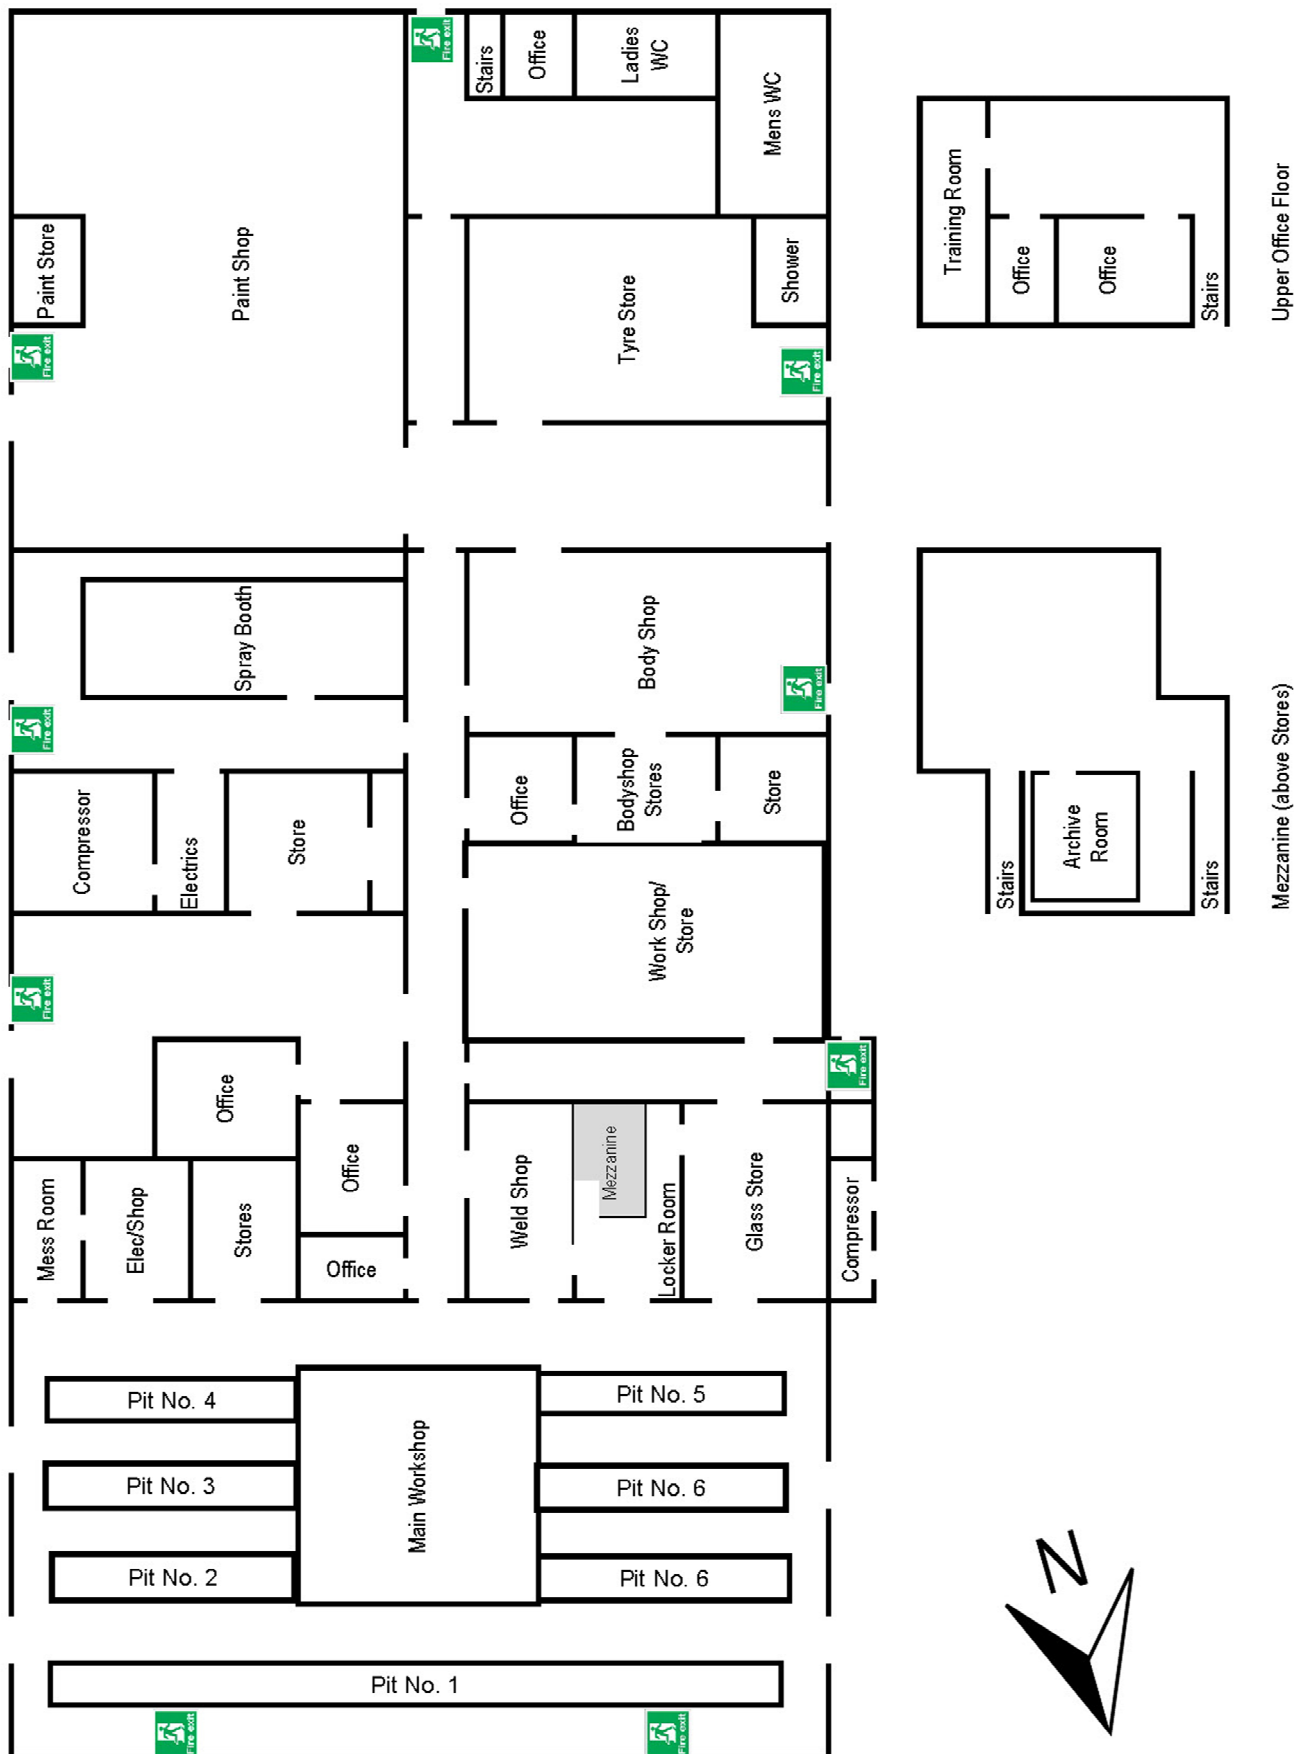 Fire exit
Stairs
Office
Ladies
WC
Mens WC
Paint Store
Paint Shop
Tyre Store
Shower
Fire exit
Fire exit
Training Room
Office
Office
Stairs
Upper Office Floor
Spray Booth
Body Shop
Fire exit
Fire exit
Compressor
Electrics
Store
Office
Bodyshop
Stores
Store
Work Shop/
Store
Stairs
Archive
Room
Stairs
Mezzanine (above Stores)
Fire exit
Fire exit
Office
Office
Mess Room
Elec/Shop
Stores
Office
Weld Shop
Mezzanine
Locker Room
Glass Store
Compressor
Pit No. 4
Pit No. 5
Pit No. 3
Main Workshop
Pit No. 6
Pit No. 2
Pit No. 6
Pit No. 1
Fire exit
Fire exit
N